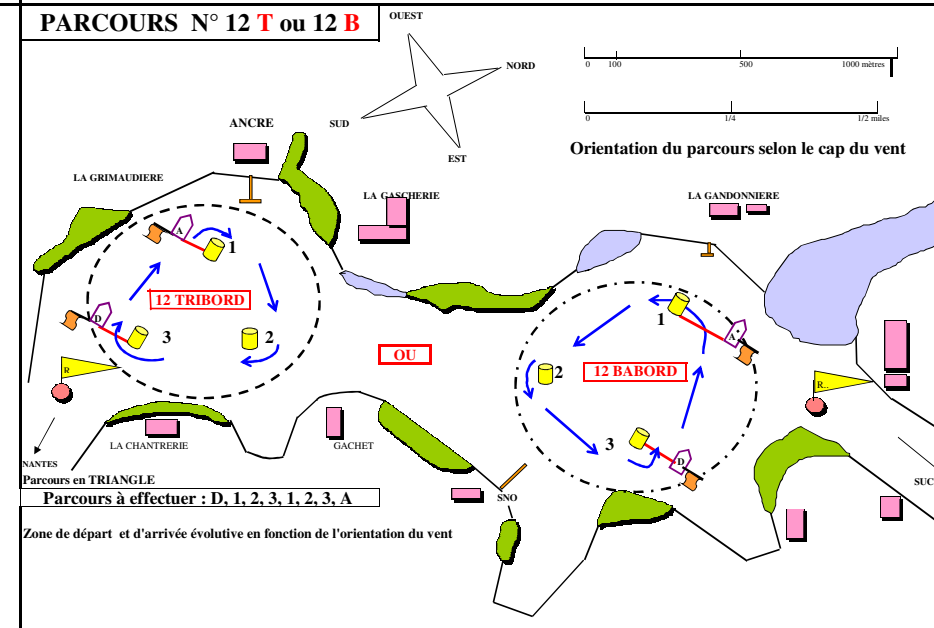 PARCOURS N° 12 T ou 12 B
OUEST
NORD
SUD
EST
0 100 500 1000 mètres
0 1/4 1/2 miles
Orientation du parcours selon le cap du vent
ANCRE
LA GRIMAUDIERE
LA GASCHERIE
LA GANDONNIERE
A
1
12 TRIBORD
D
3
2
R
OU
1
A
2
12 BABORD
3
D
R..
LA CHANTRERIE
GACHET
NANTES
SNO
SUC
Parcours en TRIANGLE
Parcours à effectuer : D, 1, 2, 3, 1, 2, 3, A
Zone de départ et d'arrivée évolutive en fonction de l'orientation du vent